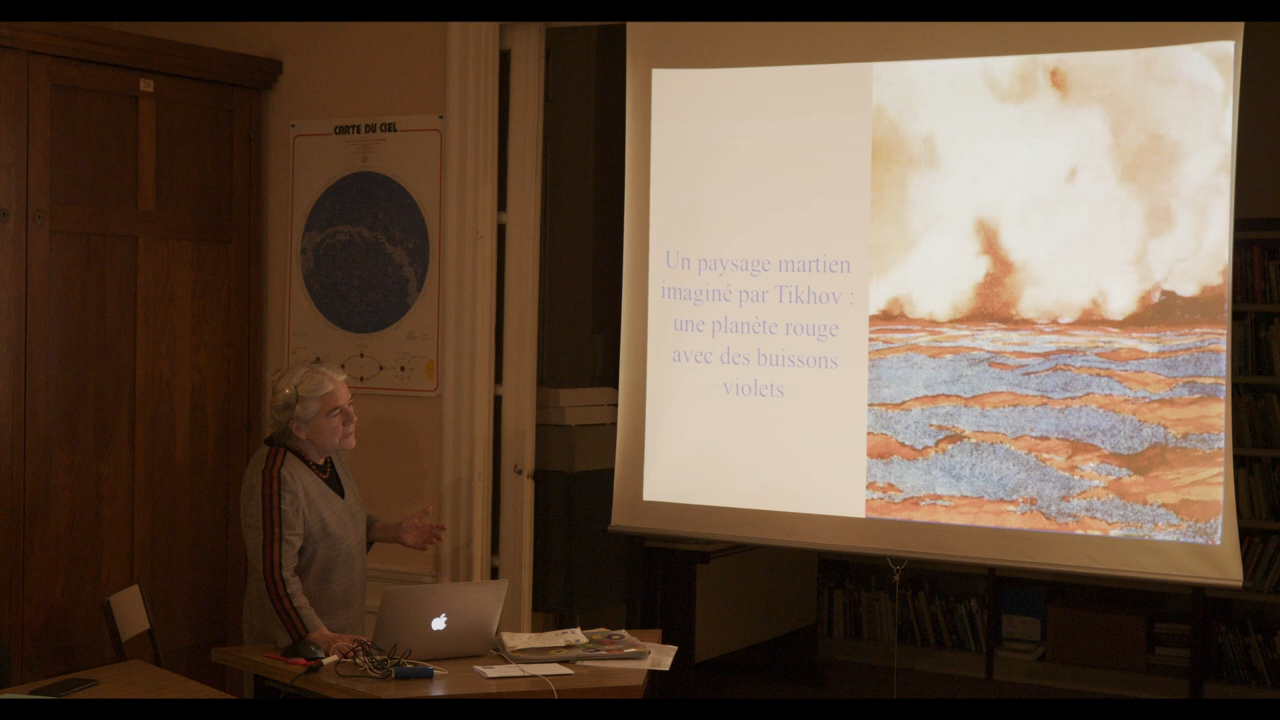 CARTE DU CIEL
Un paysage martien
imaginé par Tikhov :
une planète rouge
avec des buissons
violets